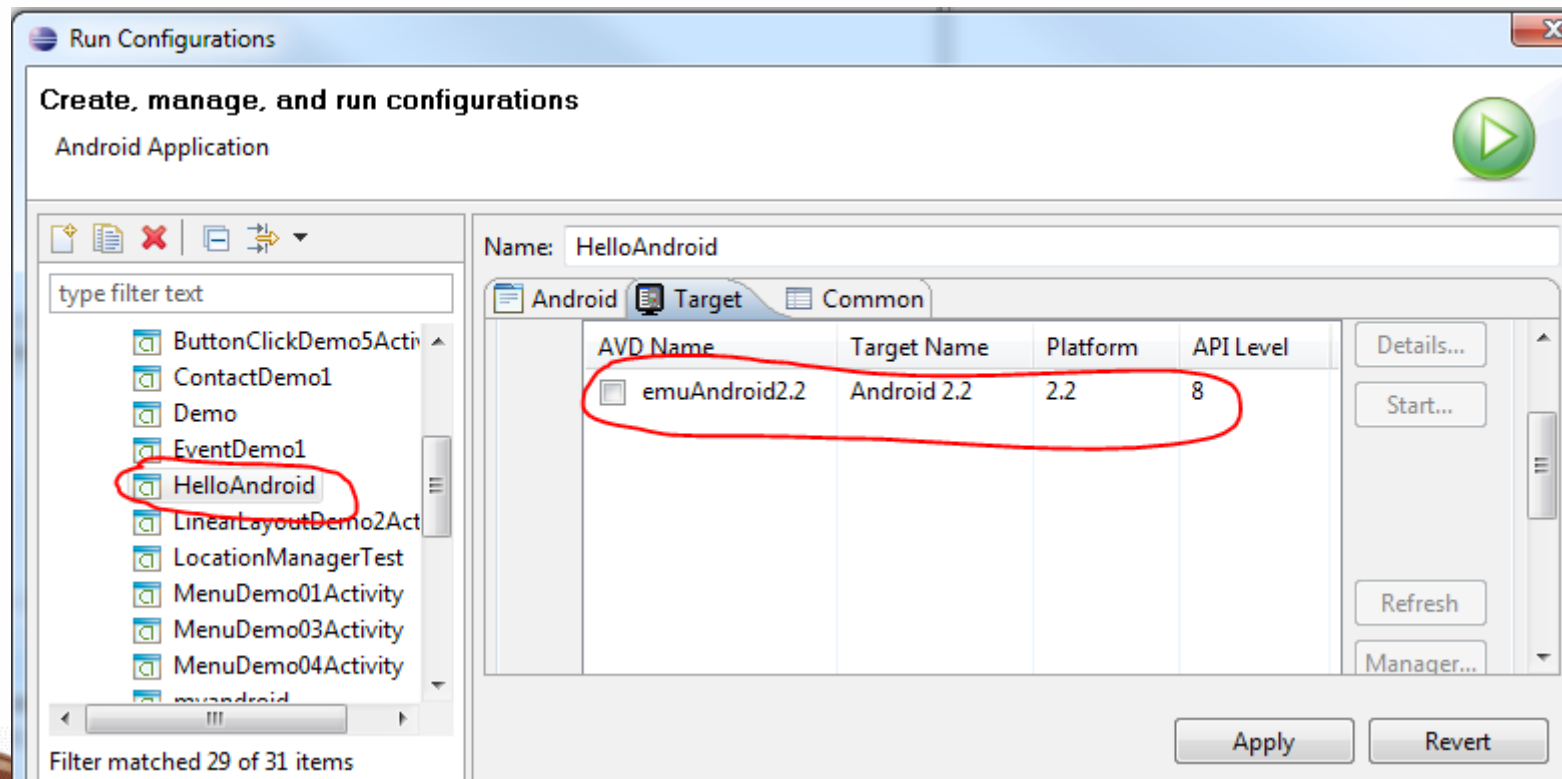 Run Configurations
Create, manage, and run configurations
Android Application
type filter text
ButtonClickDemo5Activ
ContactDemo1
Demo
EventDemo1
HelloAndroid
LinearLayoutDemo2Act
LocationManagerTest
MenuDemo01Activity
MenuDemo03Activity
MenuDemo04Activity
myandroid
Filter matched 29 of 31 items
Name: HelloAndroid
Android Target Common
AVD Name Target Name Platform API Level
emuAndroid2.2 Android 2.2 2.2 8
Details...
Start...
Refresh
Manager...
Apply Revert